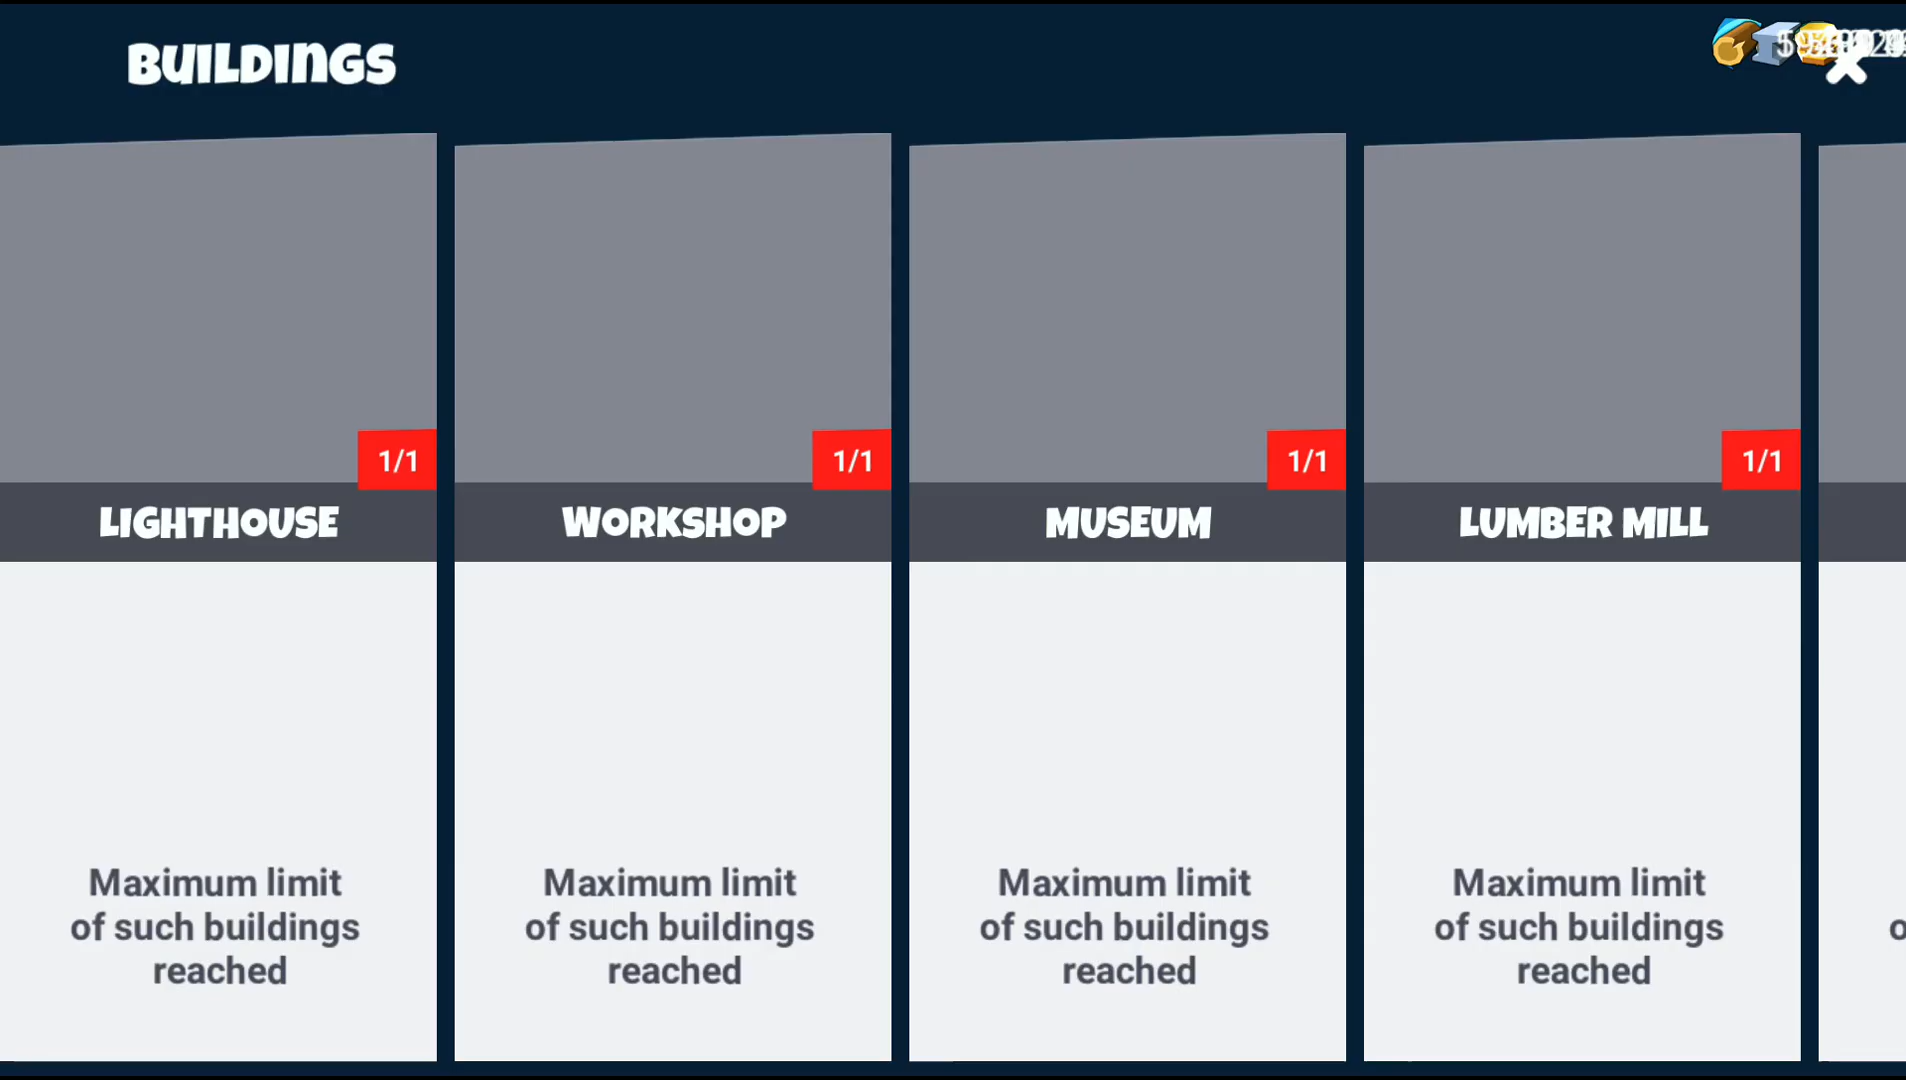 BUILDINGS
1/1
1/1
1/1
1/1
LIGHTHOUSE
WORKSHOP
MUSEUM
LUMBER MILL
Maximum limit
of such buildings
reached
Maximum limit
of such buildings
reached
Maximum limit
of such buildings
reached
Maximum limit
of such buildings
reached